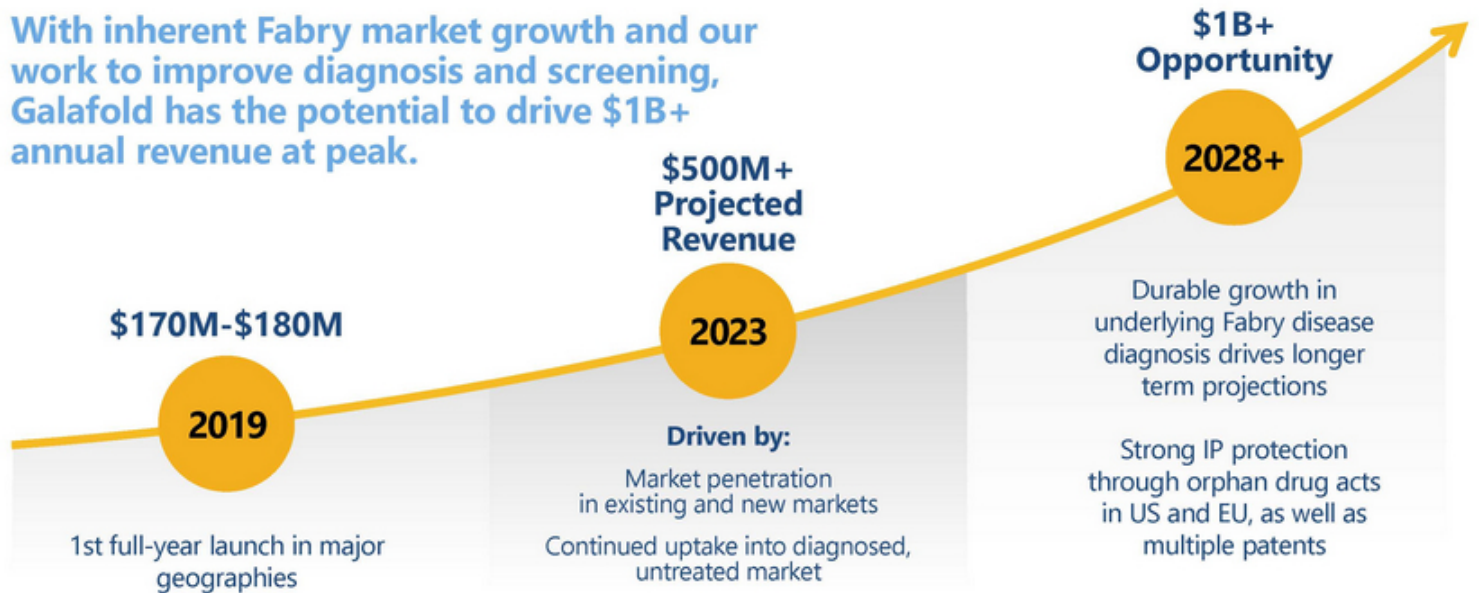 With inherent Fabry market growth and our
work to improve diagnosis and screening,
Galafold has the potential to drive $1B+
annual revenue at peak.
$170M-$180M
2019
1st full-year launch in major
geographies
$500M+
Projected
Revenue
2023
Driven by:
Market penetration
in existing and new markets
Continued uptake into diagnosed,
untreated market
$1B+
Opportunity
2028+
Durable growth in
underlying Fabry disease
diagnosis drives longer
term projections
Strong IP protection
through orphan drug acts
in US and EU, as well as
multiple patents